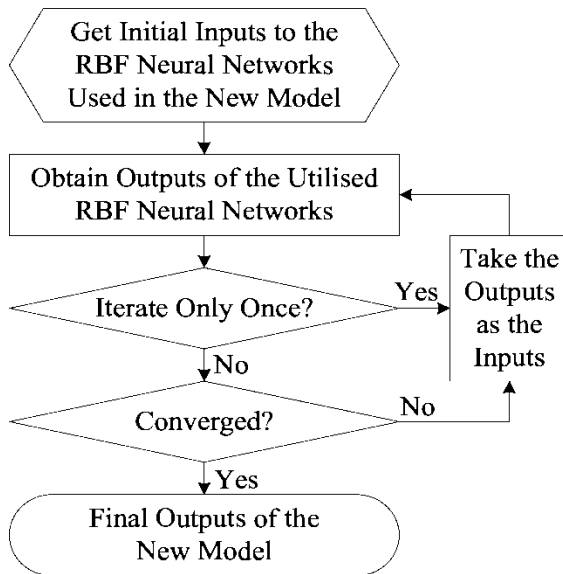 Get Initial Inputs to the
RBF Neural Networks
Used in the New Model
Obtain Outputs of the Utilised
RBF Neural Networks
Iterate Only Once?
Yes
Take the
Outputs
as the
Inputs
No
Converged?
No
Yes
Final Outputs of the
New Model